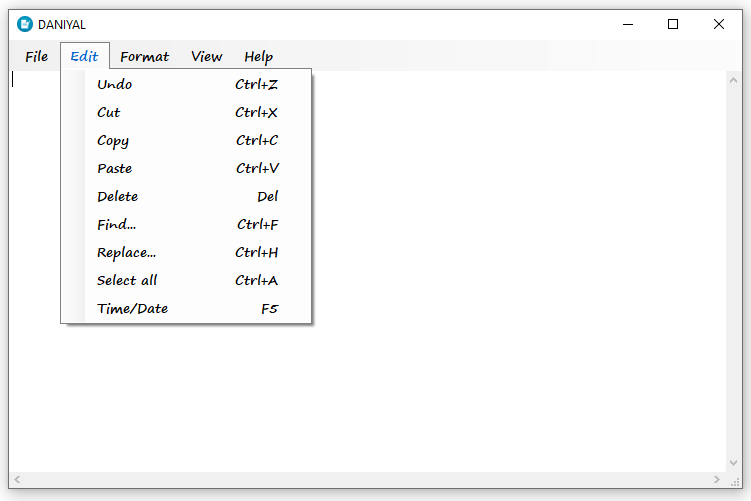 DANIYAL
File Edit Format View Help
Undo Ctrl+Z
Cut Ctrl+X
Copy Ctrl+C
Paste Ctrl+V
Delete Del
Find... Ctrl+F
Replace... Ctrl+H
Select all Ctrl+A
Time/Date F5